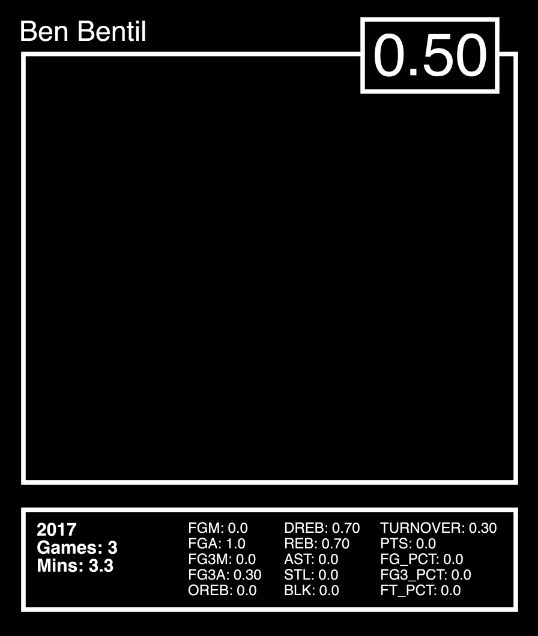 Ben Bentil
0.50
2017
Games: 3
Mins: 3.3
FGM: 0.0
FGA: 1.0
FG3M: 0.0
FG3A: 0.30
OREB: 0.0
DREB: 0.70
REB: 0.70
AST: 0.0
STL: 0.0
BLK: 0.0
TURNOVER: 0.30
PTS: 0.0
FG_PCT: 0.0
FG3_PCT: 0.0
FT_PCT: 0.0